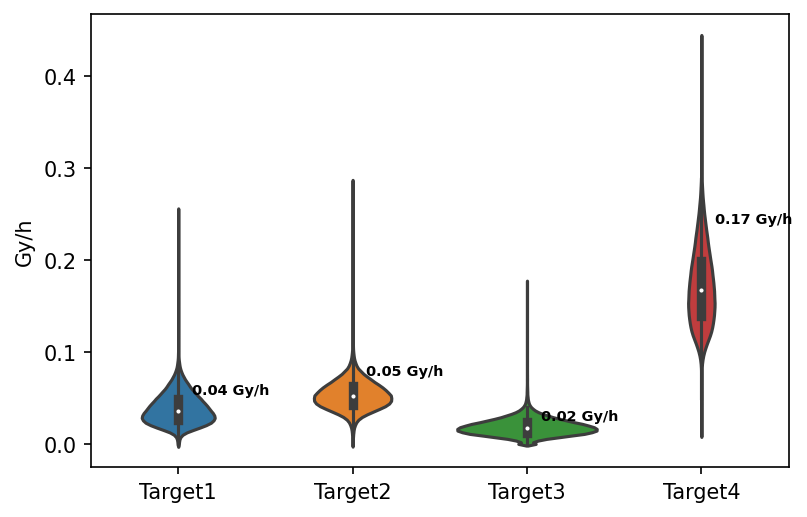 0.4
0.3
0.2
0.1
0.0
Gy/h
0.04 Gy/h
0.05 Gy/h
0.02 Gy/h
0.17 Gy/h
Target1
Target2
Target3
Target4